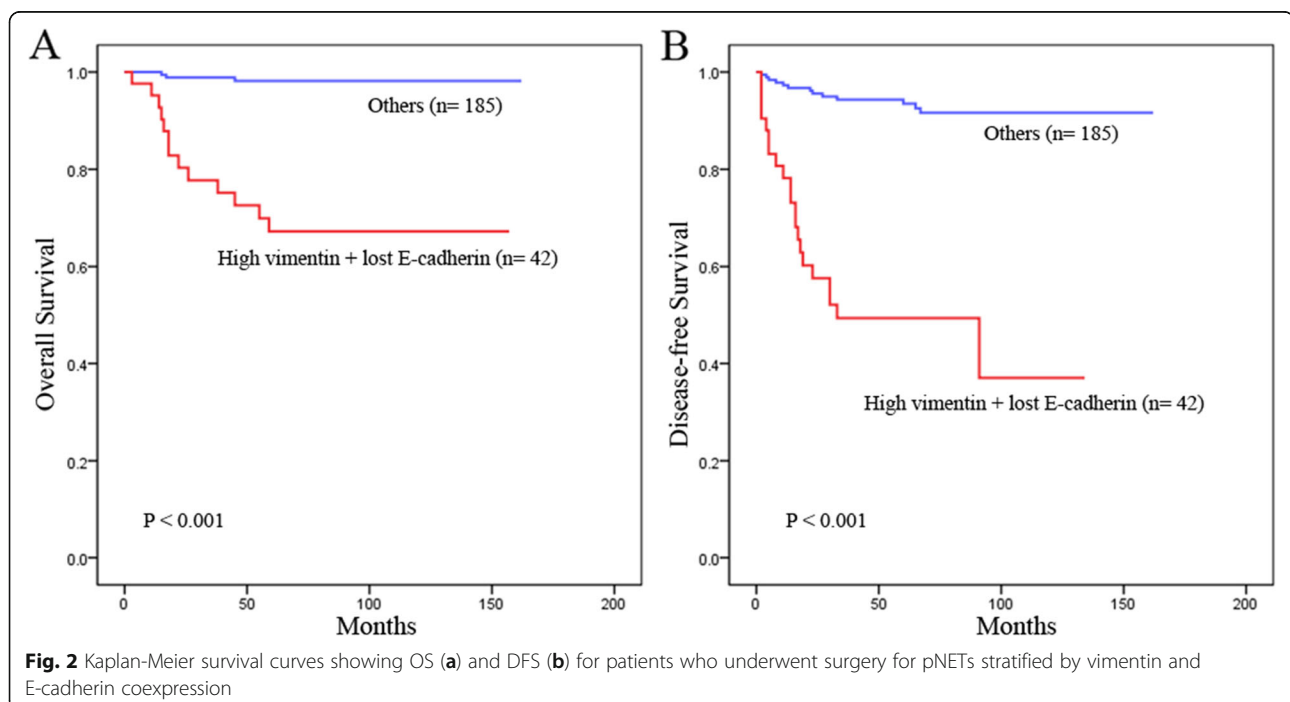 A
1.0
0.8
0.6
0.4
0.2
0.0
Overall Survival
Others (n= 185)
High vimentin + lost E-cadherin (n= 42)
P < 0.001
0 50 100 150 200
Months
B
1.0
0.8
0.6
0.4
0.2
0.0
Disease-free Survival
Others (n= 185)
High vimentin + lost E-cadherin (n= 42)
P < 0.001
0 50 100 150 200
Months
Fig. 2 Kaplan-Meier survival curves showing OS (a) and DFS (b) for patients who underwent surgery for pNETs stratified by vimentin and
E-cadherin coexpression